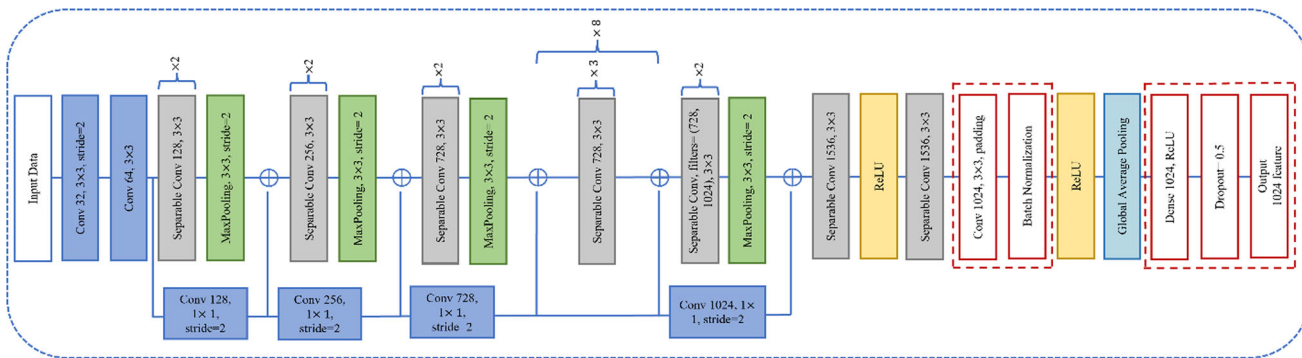 Input Data
Conv 32, 3×3, stride=2
Conv 64, 3×3
×2
Separable Conv 128, 3×3
MaxPooling, 3×3, stride=2
×2
Separable Conv 256, 3×3
MaxPooling, 3×3, stride= 2
×2
Separable Conv 728, 3×3
MaxPooling, 3×3, stride= 2
×8
×3
Separable Conv 728, 3×3
×2
Separable Conv, filters= (728,
1024), 3×3
MaxPooling, 3×3, stride= 2
Separable Conv 1536, 3×3
ReLU
Separable Conv 1536, 3×3
Conv 1024, 3×3, padding
Batch Normalization
ReLU
Global Average Pooling
Dense 1024, ReLU
Dropout= 0.5
Output
1024 feature
Conv 128,
1× 1,
stride=2
Conv 256,
1× 1,
stride=2
Conv 728,
1× 1,
stride 2
Conv 1024, 1×
1, stride=2